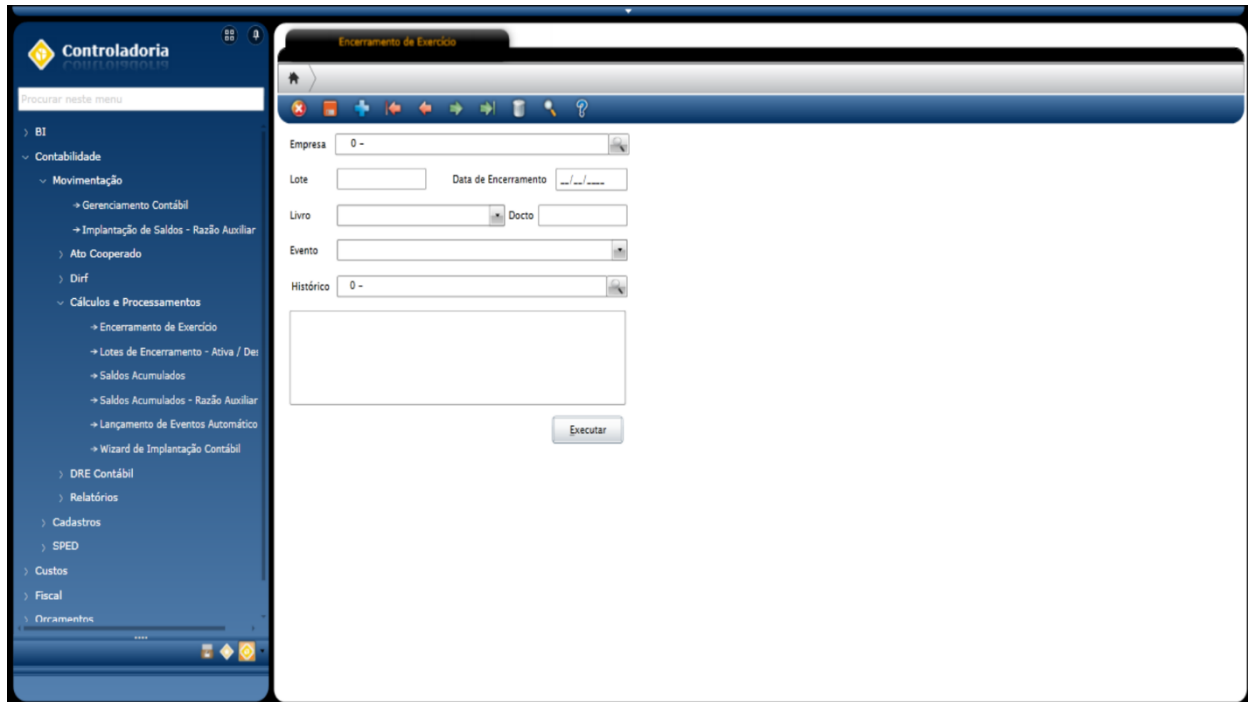 Controladoria
Procurar neste menu
BI
Contabilidade
Movimentação
Gerenciamento Contábil
Implantação de Saldos - Razão Auxiliar
Ato Cooperado
Dirf
Cálculos e Processamentos
Encerramento de Exercício
Lotes de Encerramento - Ativa / Des
Saldos Acumulados
Saldos Acumulados - Razão Auxiliar
Lançamento de Eventos Automático
Wizard de Implantação Contábil
DRE Contábil
Relatórios
Cadastros
SPED
Custos
Fiscal
Orçamentos
Encerramento de Exercício
Empresa 0 -
Lote Data de Encerramento __/__/____
Livro Docto
Evento
Histórico 0 -
Executar